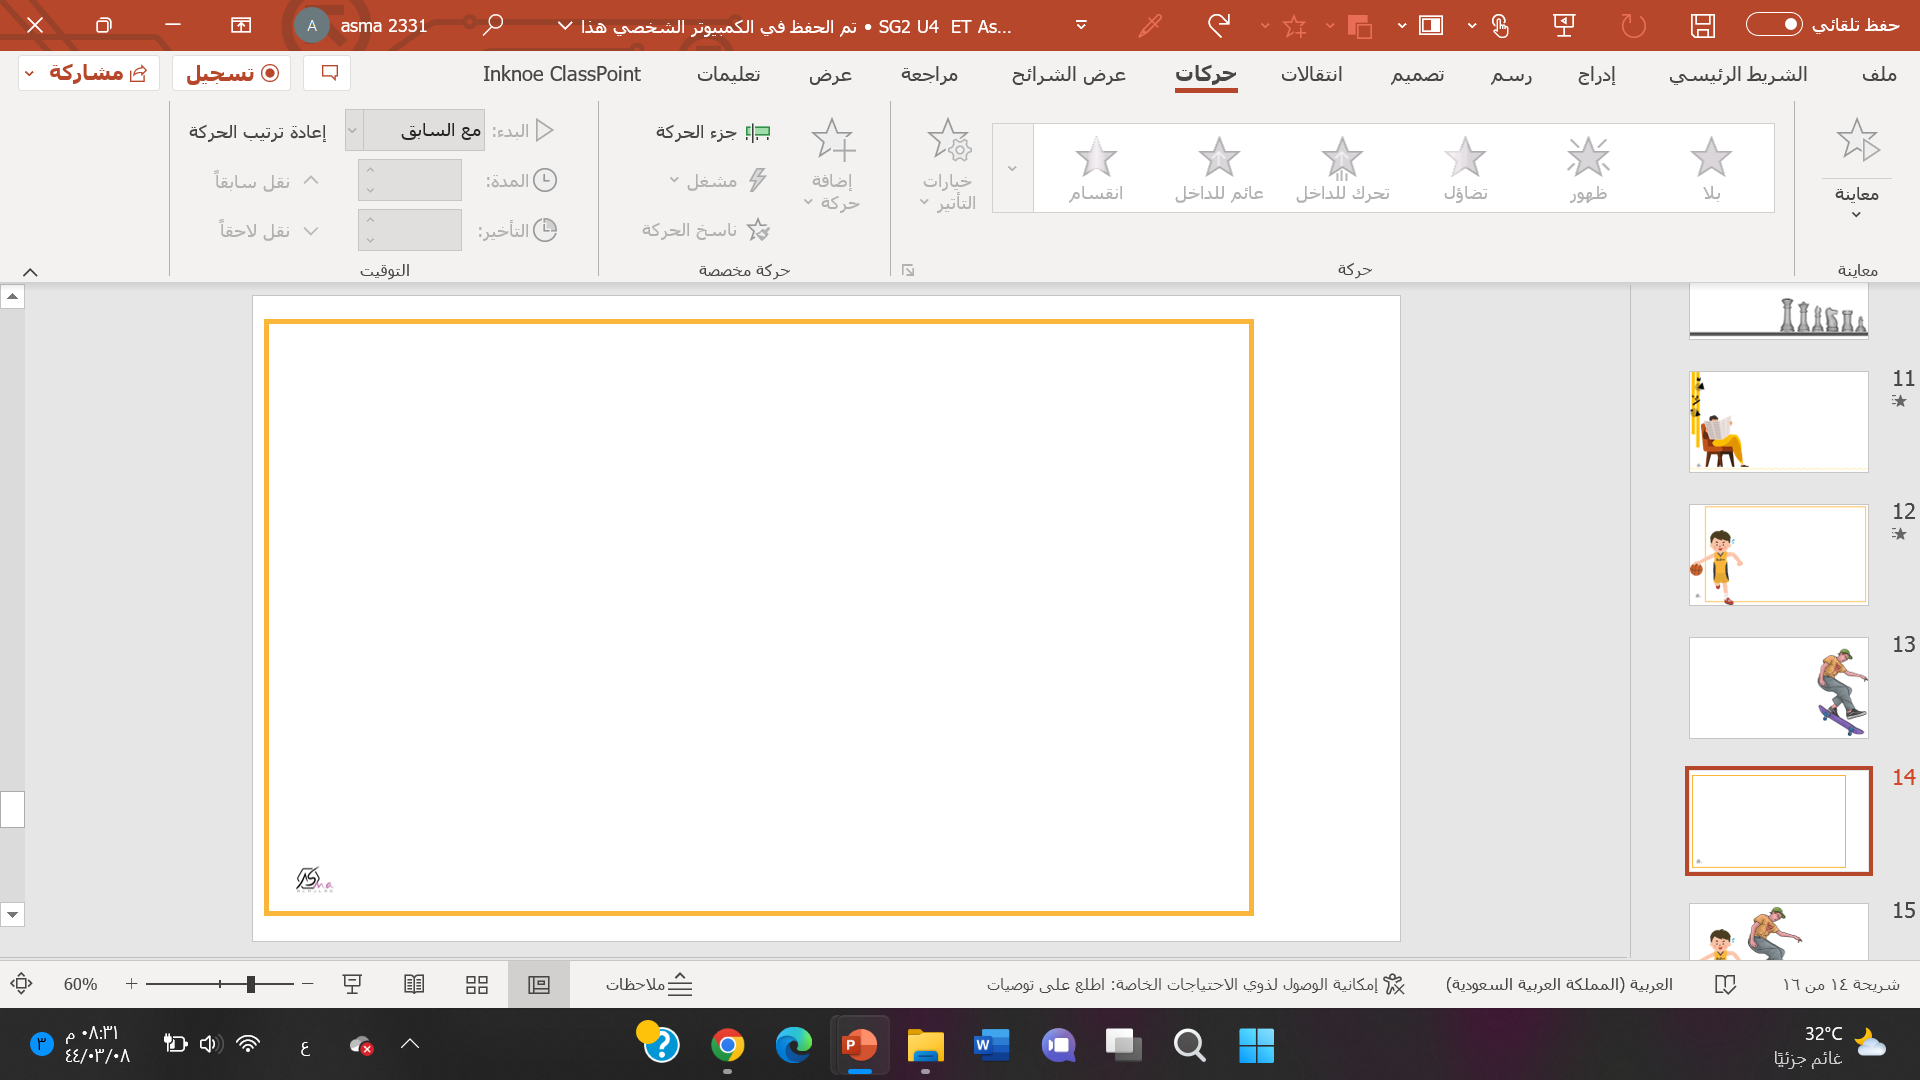 حفظ تلقائي
SG2 U4 ET As... • تم الحفظ في الكمبيوتر الشخصي هذا
asma 2331
A
ملف
الشريط الرئيسي
إدراج
رسم
تصميم
انتقالات
حركات
عرض الشرائح
مراجعة
عرض
تعليمات
Inknoe ClassPoint
تسجيل
مشاركة
معاينة
بلا
ظهور
تضاؤل
تحرك للداخل
عائم للداخل
انقسام
خيارات التأثير
إضافة حركة
جزء الحركة
مشغل
ناسخ الحركة
البدء: مع السابق
المدة:
التأخير:
إعادة ترتيب الحركة
نقل سابقاً
نقل لاحقاً
معاينة
حركة
حركة مخصصة
التوقيت
11
12
13
14
15
شريحة ١٤ من ١٦
العربية (المملكة العربية السعودية)
إمكانية الوصول لذوي الاحتياجات الخاصة: اطلع على توصيات
ملاحظات
60%
32°C
غائم جزئيًا
ع
٠٨:٣١ م
٤٤/٠٣/٠٨
٣